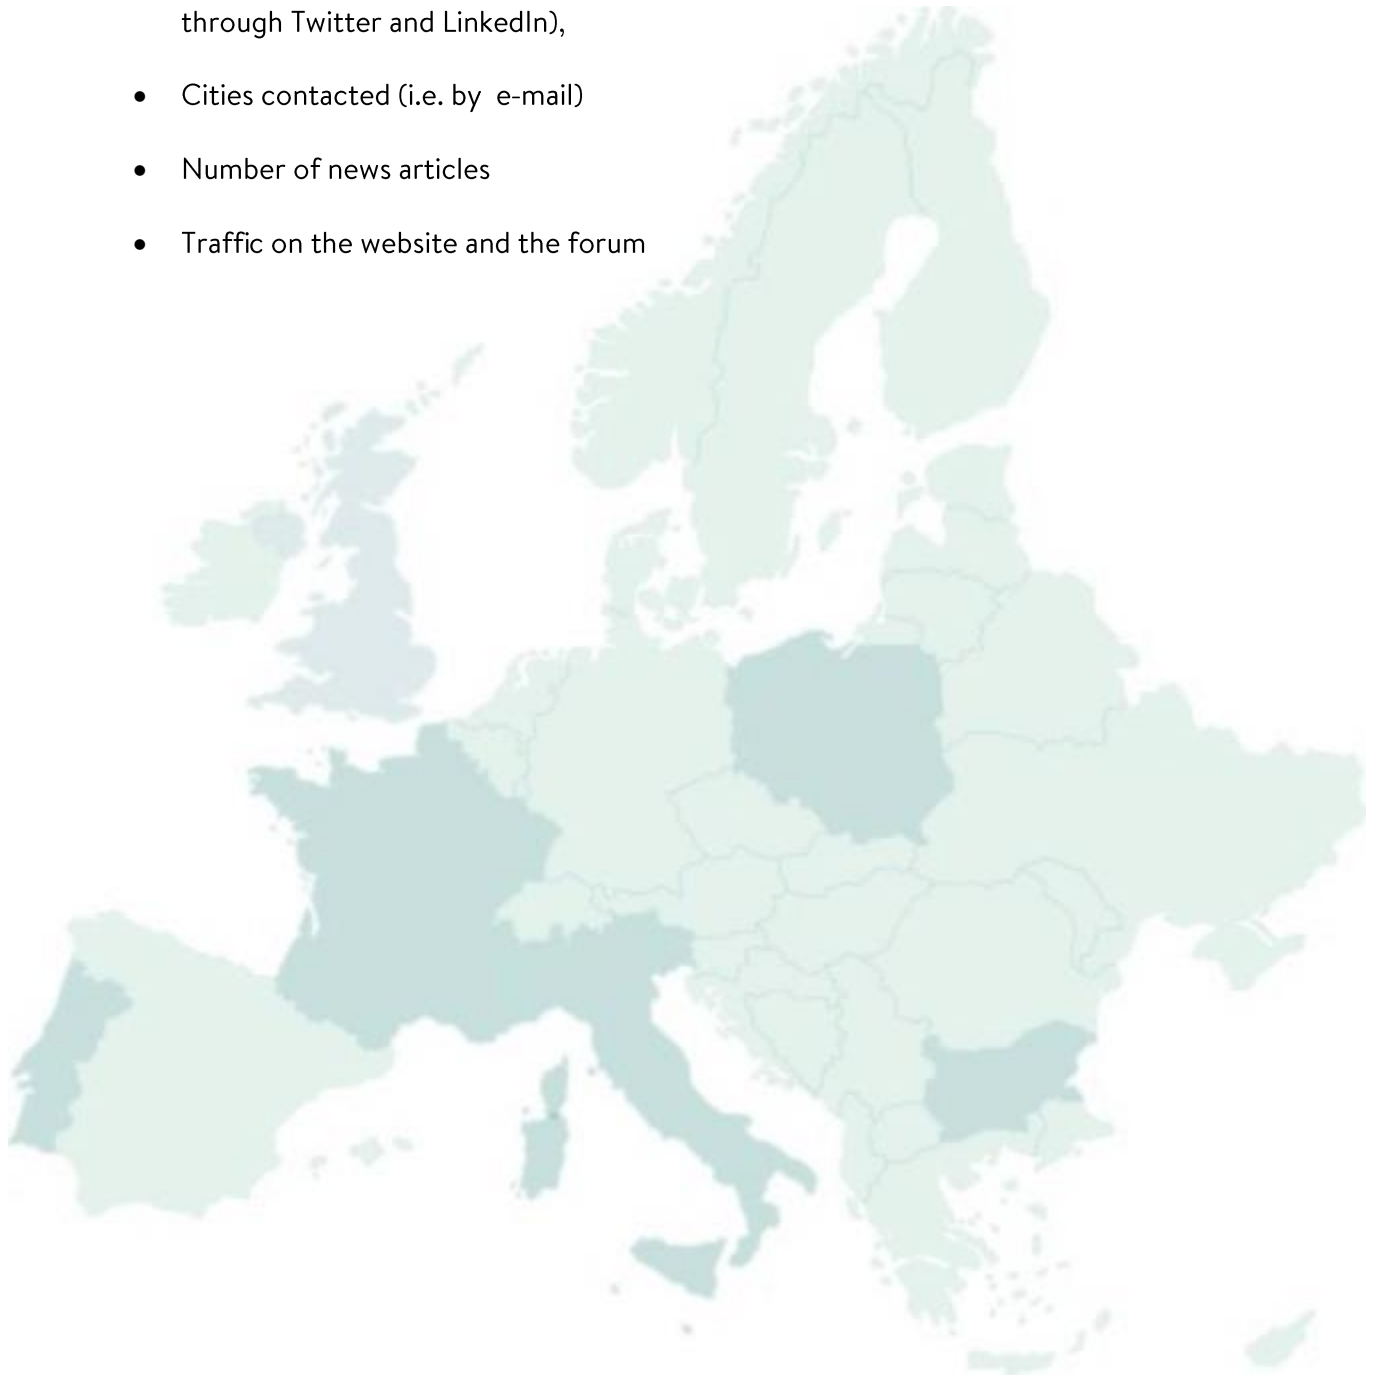 through Twitter and LinkedIn),
• Cities contacted (i.e. by  e-mail)
• Number of news articles
• Traffic on the website and the forum